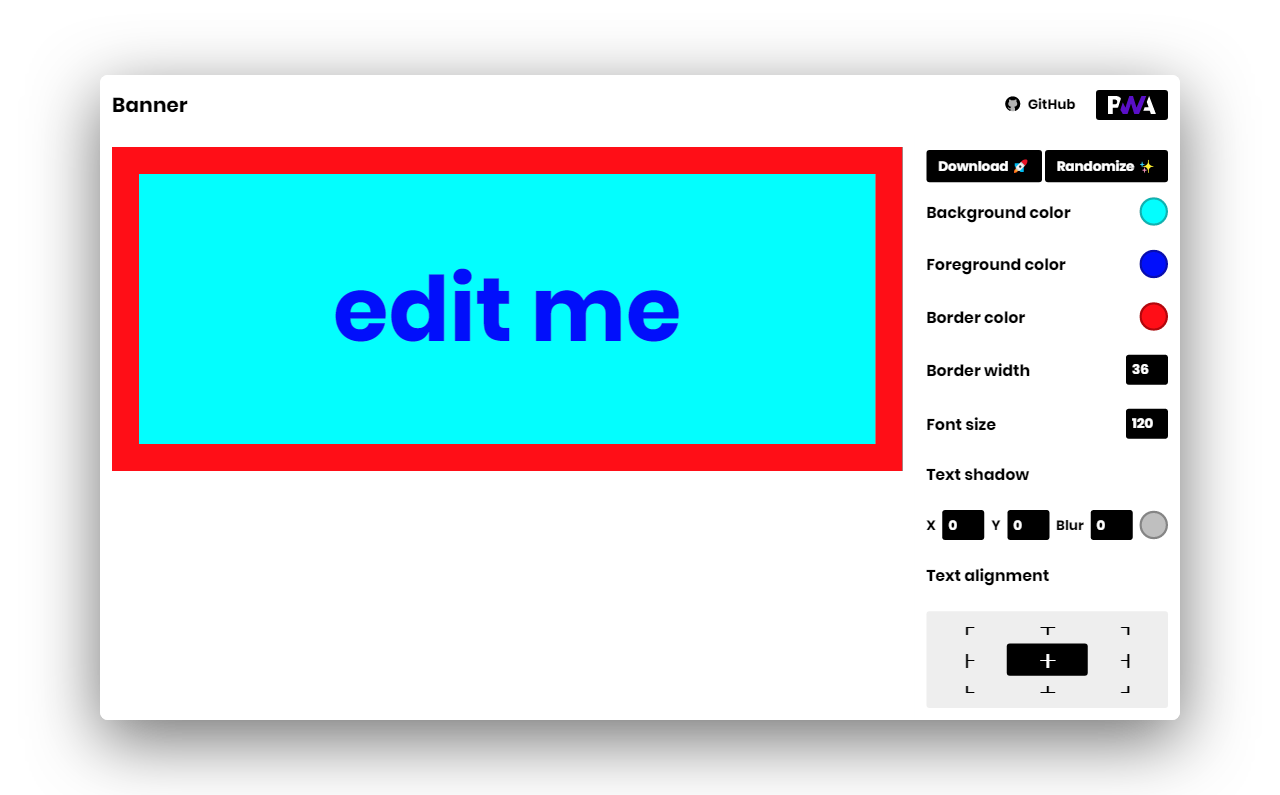 Banner
GitHub
PWA
edit me
Download 🚀
Randomize ✨
Background color
Foreground color
Border color
Border width
36
Font size
120
Text shadow
X 0 Y 0 Blur 0
Text alignment